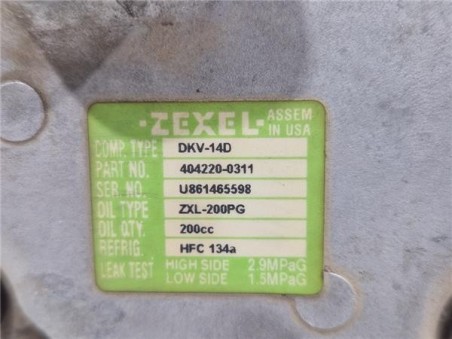 ·ZEXEL· ASSEM IN USA
COMP. TYPE DKV-14D
PART NO. 404220-0311
SER. NO. U861465598
OIL TYPE ZXL-200PG
OIL QTY. 200cc
REFRIG. HFC 134a
LEAK TEST HIGH SIDE 2.9MPaG
LOW SIDE 1.5MPaG